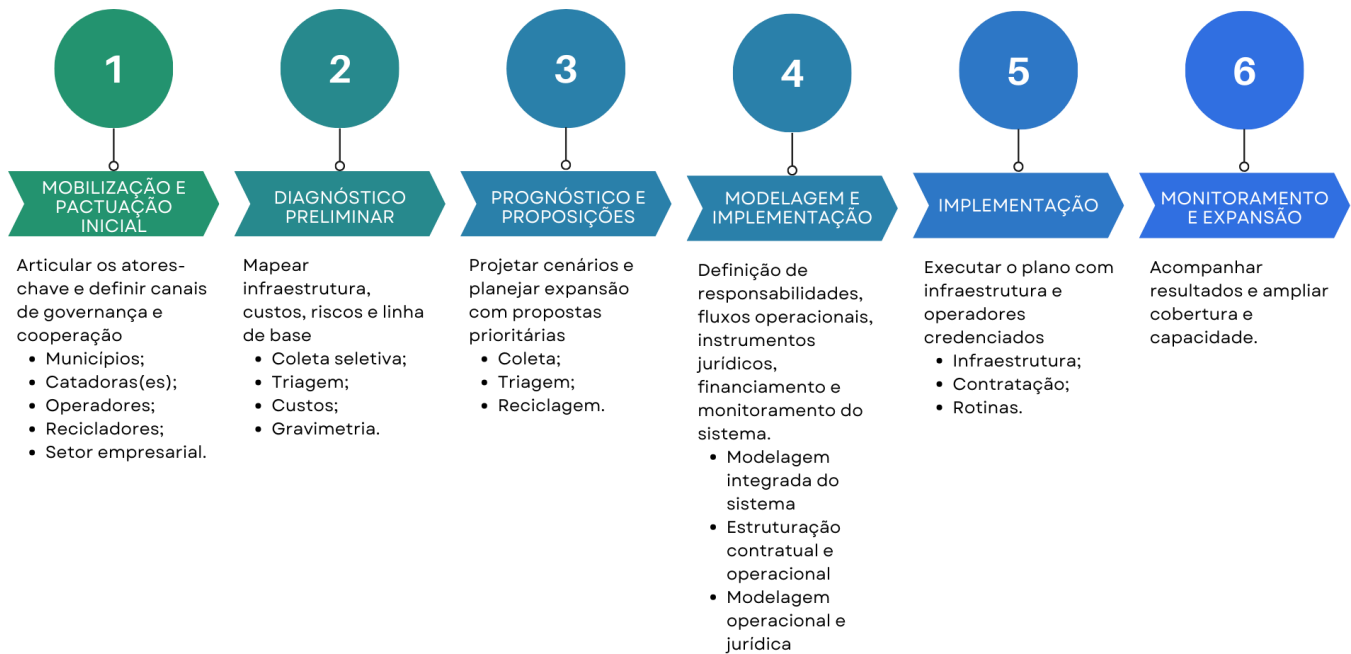 1
MOBILIZAÇÃO E
PACTUAÇÃO
INICIAL
Articular os atores-
chave e definir canais
de governança e
cooperação
• Municípios;
• Catadoras(es);
• Operadores;
• Recicladores;
• Setor empresarial.
2
DIAGNÓSTICO
PRELIMINAR
Mapear
infraestrutura,
custos, riscos e linha
de base
• Coleta seletiva;
• Triagem;
• Custos;
• Gravimetria.
3
PROGNÓSTICO E
PROPOSIÇÕES
Projetar cenários e
planejar expansão
com propostas
prioritárias
• Coleta;
• Triagem;
• Reciclagem.
4
MODELAGEM E
IMPLEMENTAÇÃO
Definição de
responsabilidades,
fluxos operacionais,
instrumentos
jurídicos,
financiamento e
monitoramento do
sistema.
• Modelagem
integrada do
sistema
• Estruturação
contratual e
operacional
• Modelagem
operacional e
jurídica
5
IMPLEMENTAÇÃO
Executar o plano com
infraestrutura e
operadores
credenciados
• Infraestrutura;
• Contratação;
• Rotinas.
6
MONITORAMENTO
E EXPANSÃO
Acompanhar
resultados e ampliar
cobertura e
capacidade.